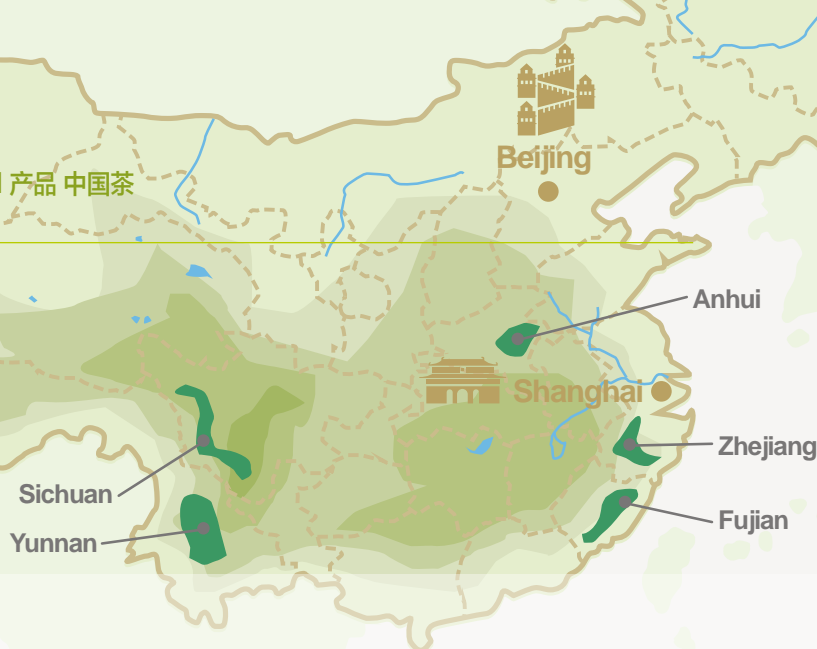 Beijing
产品 中国茶
Anhui
Shanghai
Zhejiang
Sichuan
Fujian
Yunnan